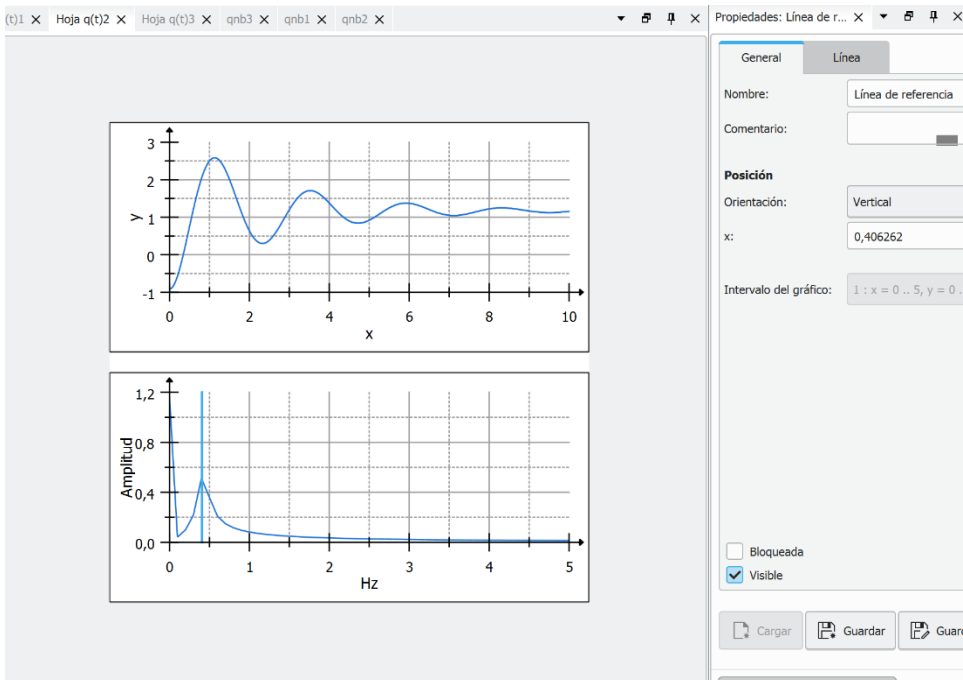 (t)1 Hoja q(t)2 Hoja q(t)3 qnb3 qnb1 qnb2
Propiedades: Línea de r...
General Línea
Nombre: Línea de referencia
Comentario:
Posición
Orientación: Vertical
x: 0,406262
Intervalo del gráfico: 1 : x = 0 .. 5, y = 0 .
3
2
1
0
-1
y
0 2 4 6 8 10
x
1,2
0,8
0,4
0,0
Amplitud
0 1 2 3 4 5
Hz
Bloqueada
Visible
Cargar Guardar Guard